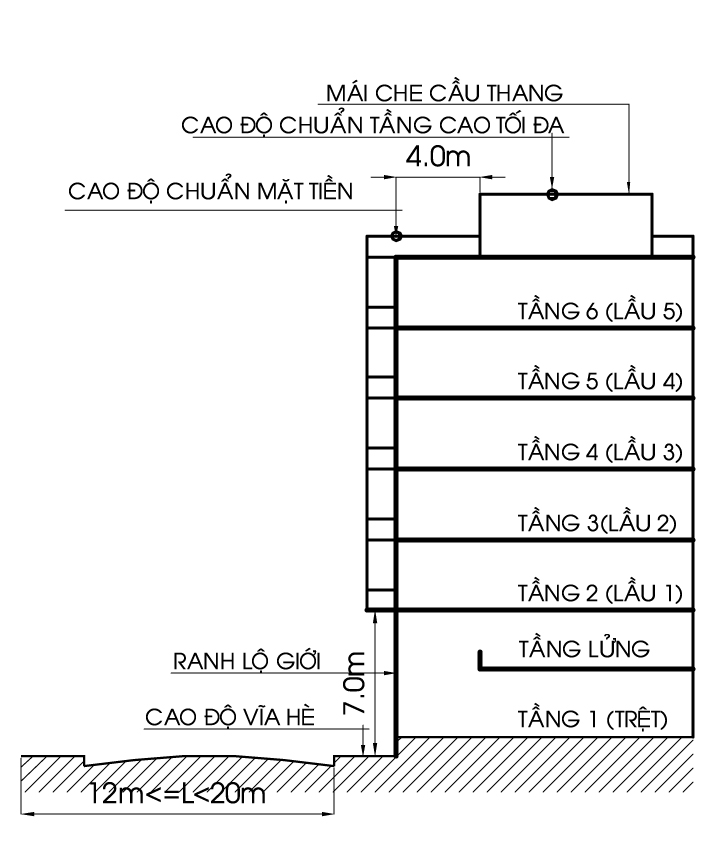 MÁI CHE CẦU THANG
CAO ĐỘ CHUẨN TẦNG CAO TỐI ĐA
4.0m
CAO ĐỘ CHUẨN MẶT TIỀN
TẦNG 6 (LẦU 5)
TẦNG 5 (LẦU 4)
TẦNG 4 (LẦU 3)
TẦNG 3(LẦU 2)
TẦNG 2 (LẦU 1)
TẦNG LỬNG
RANH LỘ GIỚI
7.0m
CAO ĐỘ VĨA HÈ
TẦNG 1 (TRỆT)
12m<=L<20m